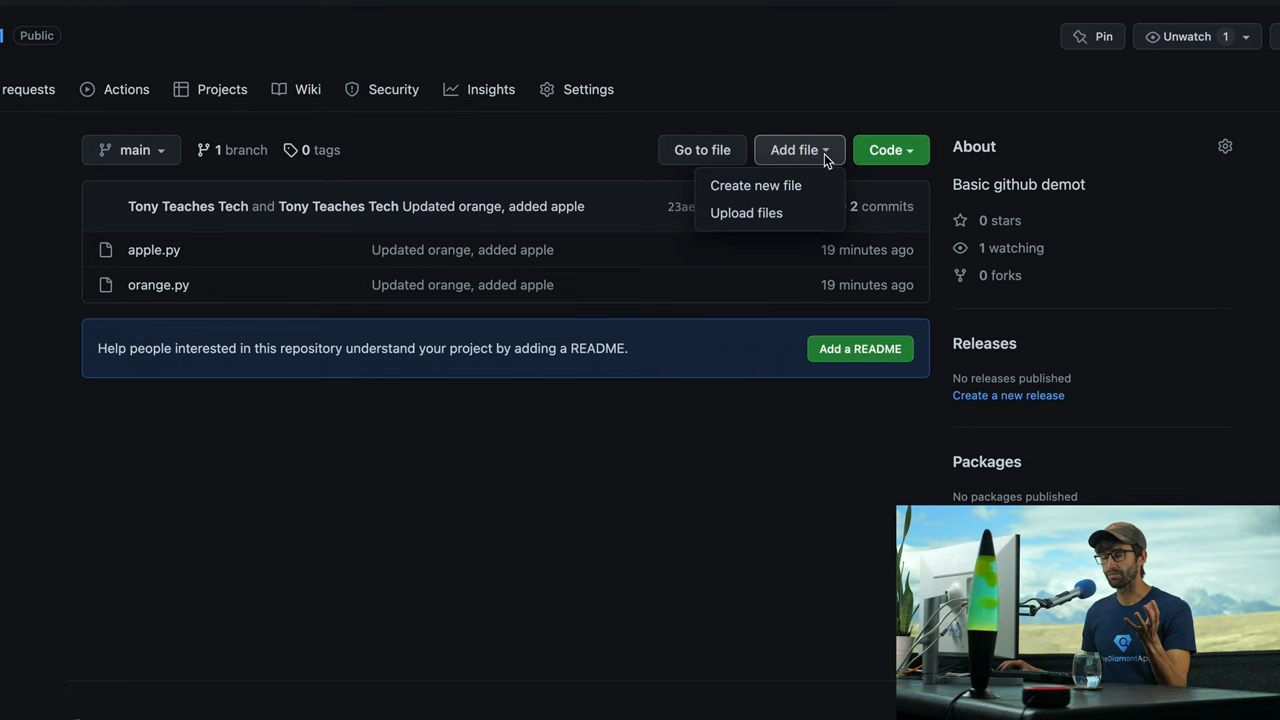 Public
Pin
Unwatch 1
requests Actions Projects Wiki Security Insights Settings
main 1 branch 0 tags
Go to file Add file Code
Create new file
Upload files
Tony Teaches Tech and Tony Teaches Tech Updated orange, added apple 23ae 2 commits
apple.py Updated orange, added apple 19 minutes ago
orange.py Updated orange, added apple 19 minutes ago
Help people interested in this repository understand your project by adding a README. Add a README
About
Basic github demot
0 stars
1 watching
0 forks
Releases
No releases published
Create a new release
Packages
No packages published